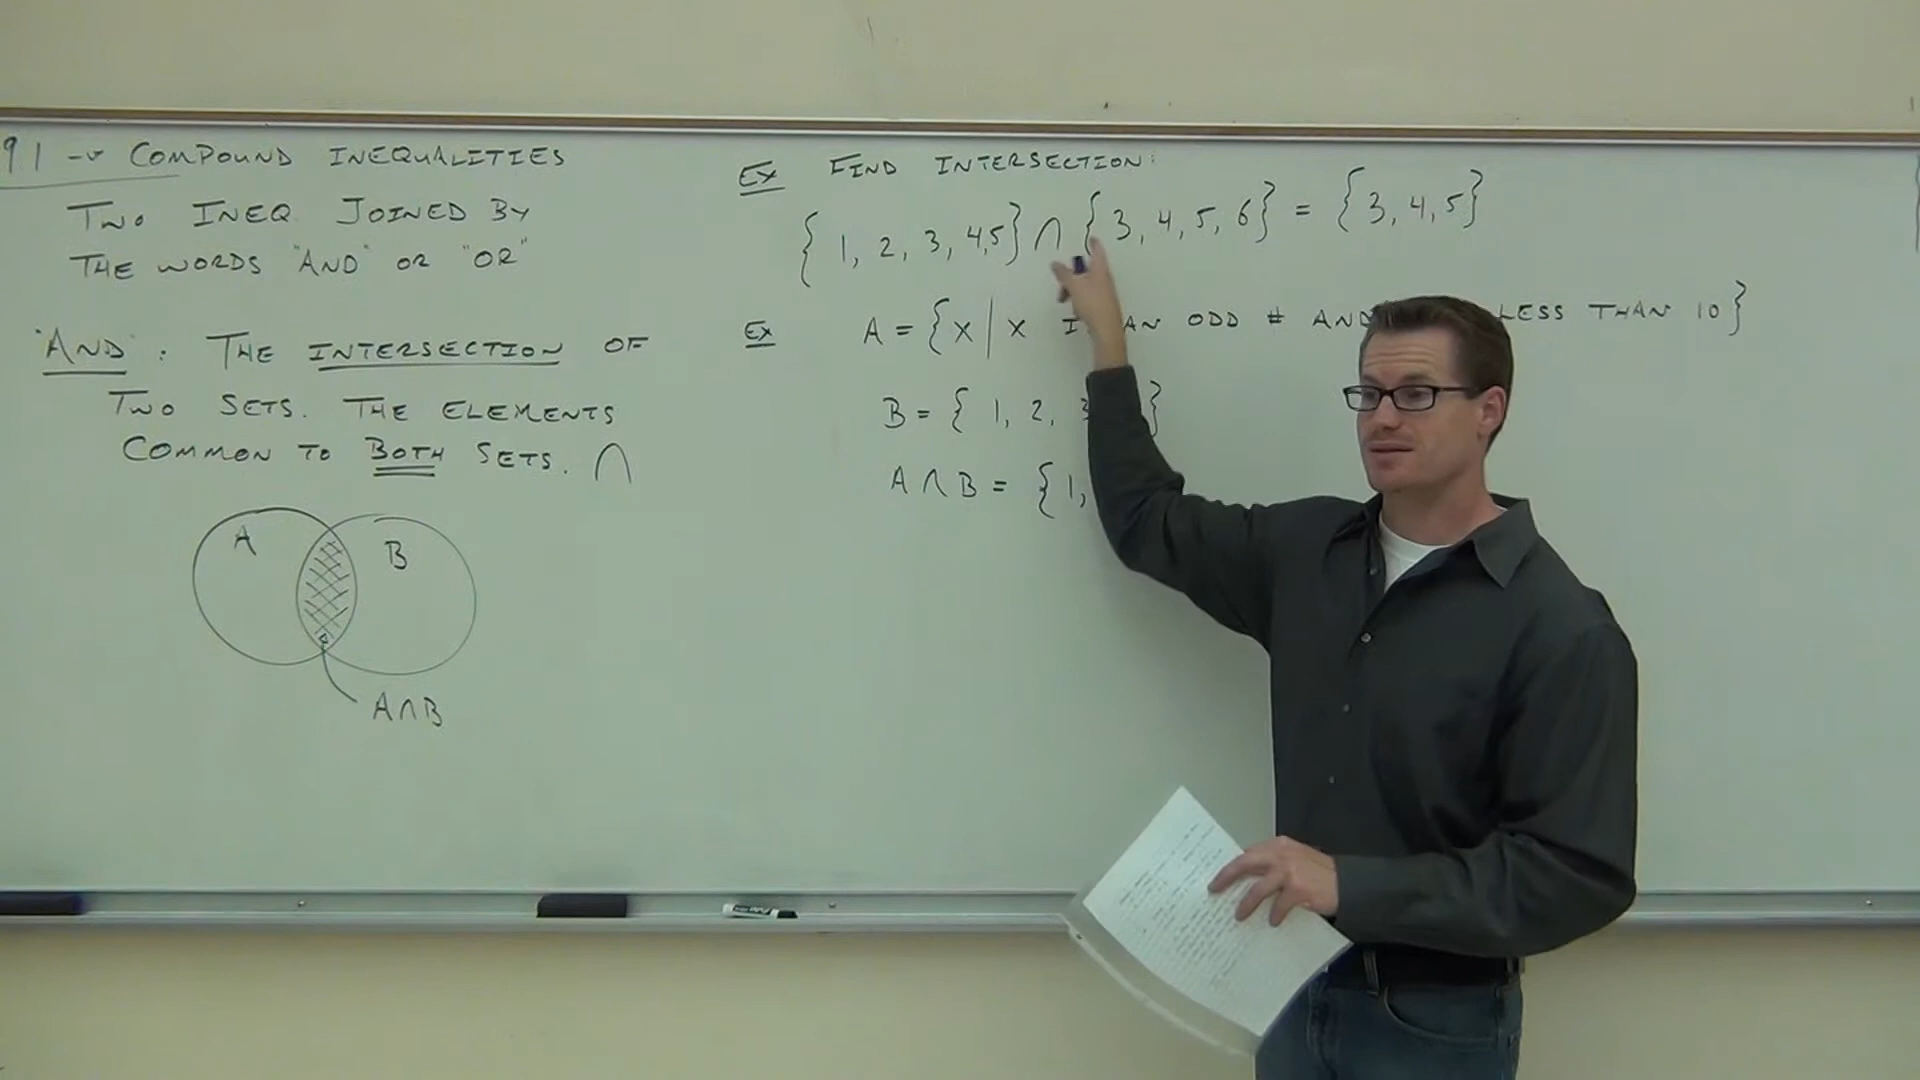 9.1 → COMPOUND INEQUALITIES
TWO INEQ. JOINED BY
THE WORDS "AND" OR "OR"
"AND": THE INTERSECTION OF
TWO SETS. THE ELEMENTS
COMMON TO BOTH SETS. ∩
A
B
A∩B
EX FIND INTERSECTION:
{1, 2, 3, 4,5} ∩ {3, 4, 5, 6} = {3, 4, 5}
EX A = {X | X AN ODD # AND LESS THAN 10}
B = { 1, 2, }
A∩B = {1,